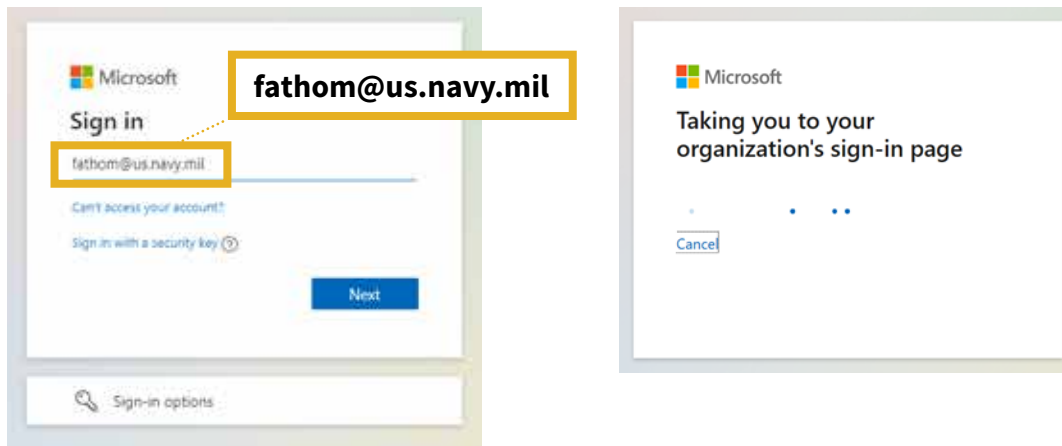 Microsoft
fathom@us.navy.mil
Sign in
fathom@us.navy.mil
Can't access your account?
Sign in with a security key
Next
Sign-in options
Microsoft
Taking you to your
organization's sign-in page
Cancel